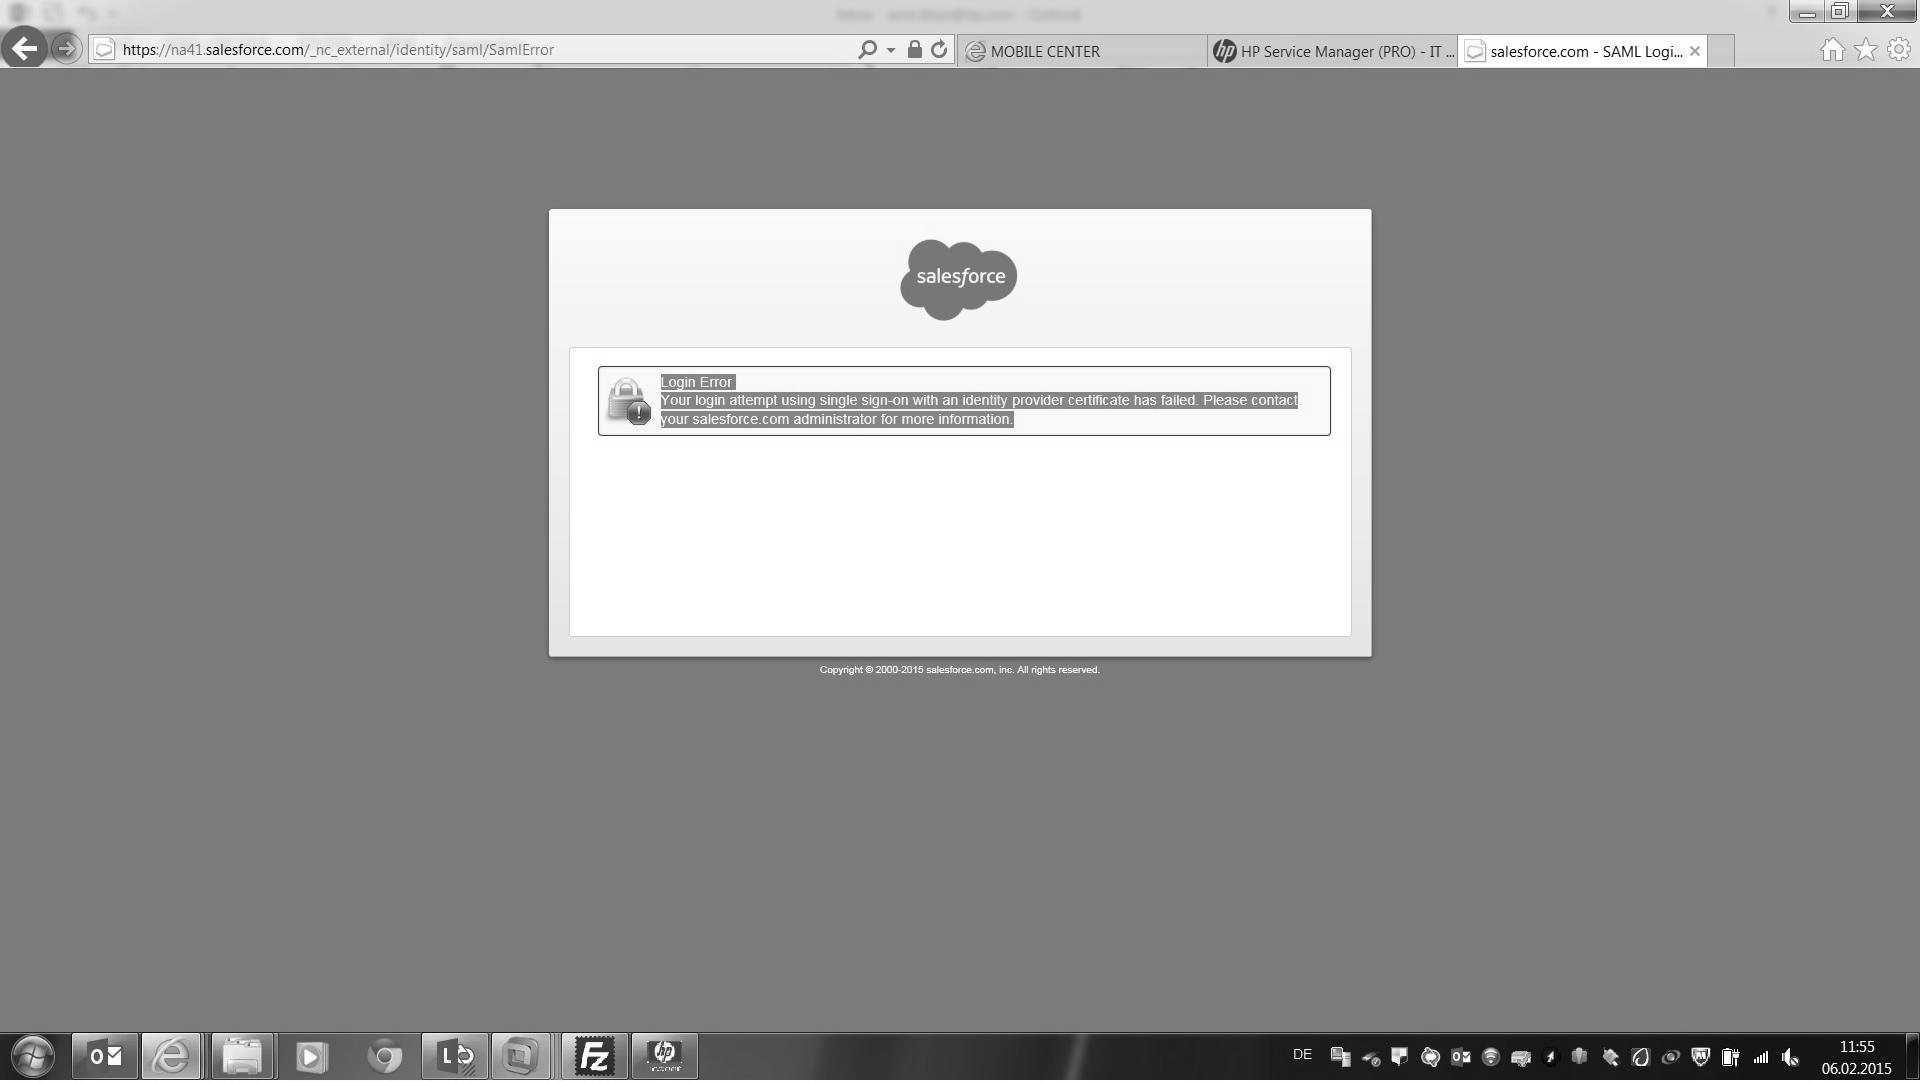 https://na41.salesforce.com/_nc_external/identity/saml/SamlError
MOBILE CENTER
HP Service Manager (PRO) - IT ...
salesforce.com - SAML Logi...
salesforce
Login Error
Your login attempt using single sign-on with an identity provider certificate has failed. Please contact
your salesforce.com administrator for more information.
Copyright © 2000-2015 salesforce.com, inc. All rights reserved.
DE
11:55
06.02.2015